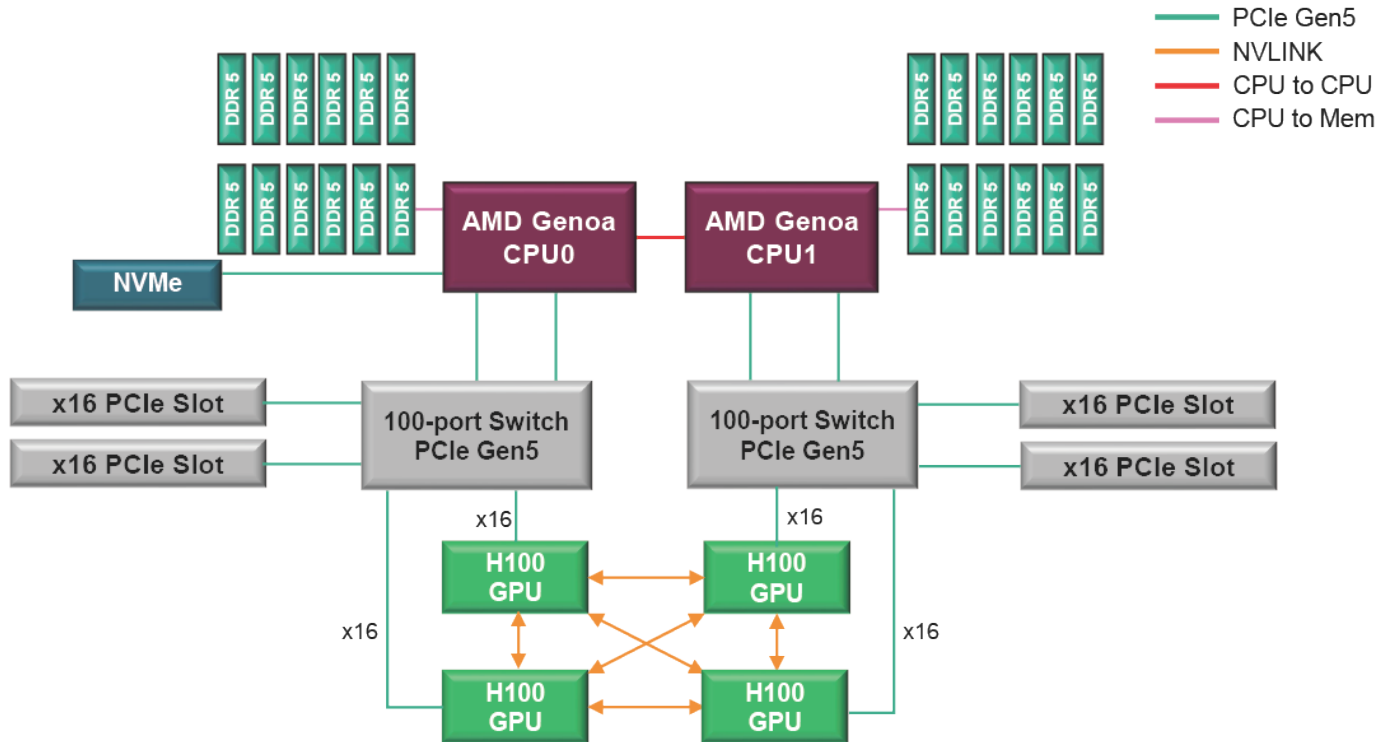 PCIe Gen5
NVLINK
CPU to CPU
CPU to Mem
DDR 5 DDR 5 DDR 5 DDR 5 DDR 5 DDR 5
DDR 5 DDR 5 DDR 5 DDR 5 DDR 5 DDR 5
DDR 5 DDR 5 DDR 5 DDR 5 DDR 5 DDR 5
DDR 5 DDR 5 DDR 5 DDR 5 DDR 5 DDR 5
AMD Genoa
CPU0
AMD Genoa
CPU1
NVMe
x16 PCIe Slot
x16 PCIe Slot
100-port Switch
PCIe Gen5
100-port Switch
PCIe Gen5
x16 PCIe Slot
x16 PCIe Slot
x16
x16
H100
GPU
H100
GPU
x16
x16
H100
GPU
H100
GPU